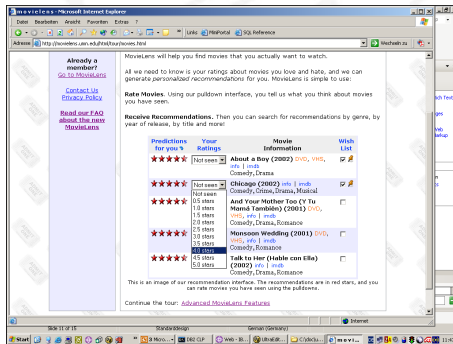 movielens - Microsoft Internet Explorer
Datei Bearbeiten Ansicht Favoriten Extras ?
Links MiniPortal SQL Reference
Adresse http://movielens.umn.edu/html/tour/movies.html Wechseln zu
Already a
member?
Go to MovieLens
Contact Us
Privacy Policy
Read our FAQ
about the new
MovieLens
MovieLens will help you find movies that you actually want to watch.
All we need to know is your ratings about movies you love and hate, and we can
generate personalized recommendations for you. MovieLens is simple to use:
Rate Movies. Using our pulldown interface, you tell us what you think about movies
you have seen.
Receive Recommendations. Then you can search for recommendations by genre, by
year of release, by title and more!
Predictions for you Your Ratings Movie Information Wish List
Not seen About a Boy (2002) DVD, VHS,
info | imdb
Comedy, Drama
Not seen Chicago (2002) info | imdb
Comedy, Crime, Drama, Musical
Not seen
0.5 stars
1.0 stars
1.5 stars
2.0 stars
2.5 stars
3.0 stars
3.5 stars
4.0 stars
4.5 stars
5.0 stars
And Your Mother Too (Y Tu
Mamá También) (2001) DVD,
VHS, info | imdb
Comedy, Drama, Romance
Monsoon Wedding (2001) DVD,
VHS, info | imdb
Comedy, Romance
Talk to Her (Hable con Ella)
(2002) info | imdb
Comedy, Drama, Romance
This is an image of our recommendation interface. The recommendations are in red stars, and you
can rate movies you have seen using the pulldowns.
Continue the tour: Advanced MovieLens Features
Internet
Slide 11 of 15 Standarddesign German (Germany)
Start DB2 CLP UltraEdit... movi... 11:42